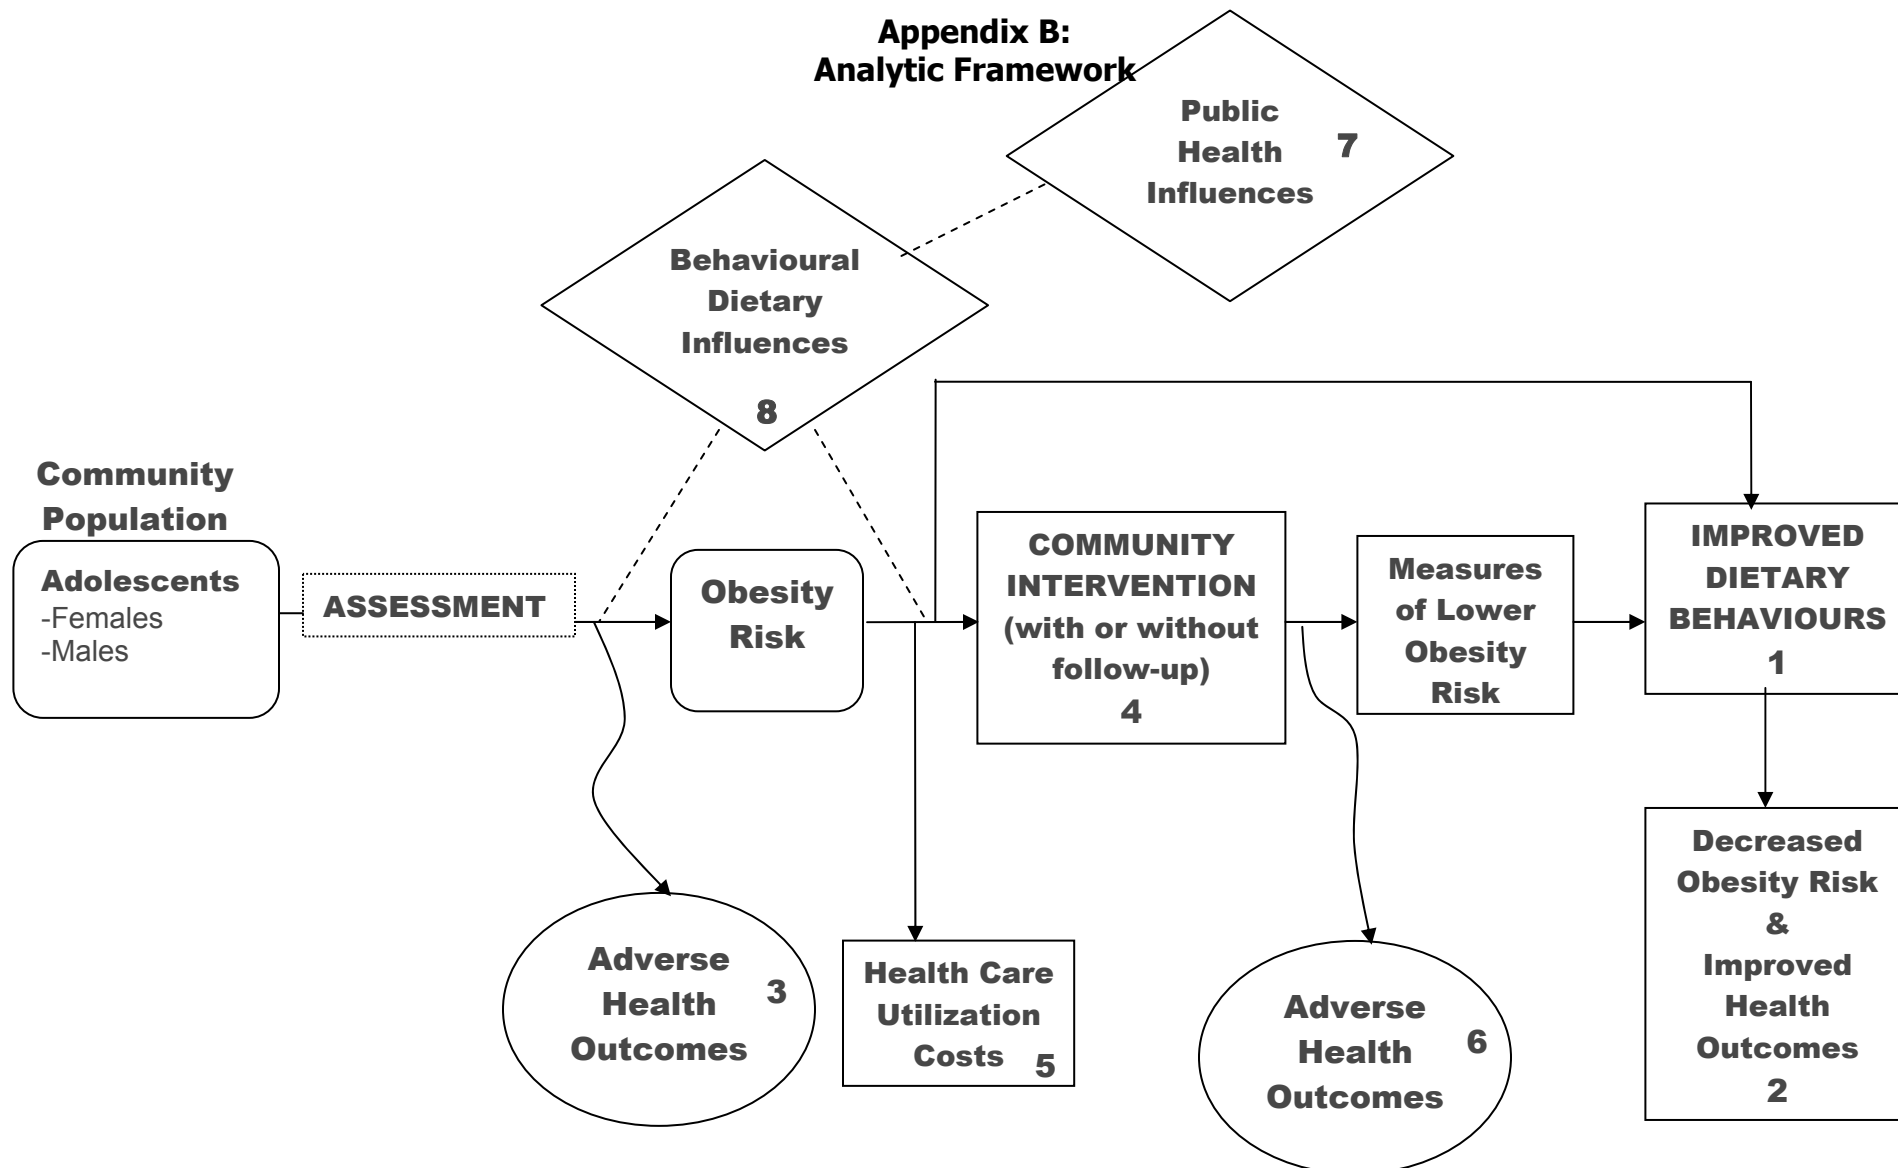 Appendix B:
Analytic Framework
Public
Health
Influences
7
Behavioural
Dietary
Influences
8
Community
Population
Adolescents
-Females
-Males
ASSESSMENT
Obesity
Risk
COMMUNITY
INTERVENTION
(with or without
follow-up)
4
Measures
of Lower
Obesity
Risk
IMPROVED
DIETARY
BEHAVIOURS
1
Adverse
Health
Outcomes
3
Health Care
Utilization
Costs
5
Adverse
Health
Outcomes
6
Decreased
Obesity Risk
&
Improved
Health
Outcomes
2